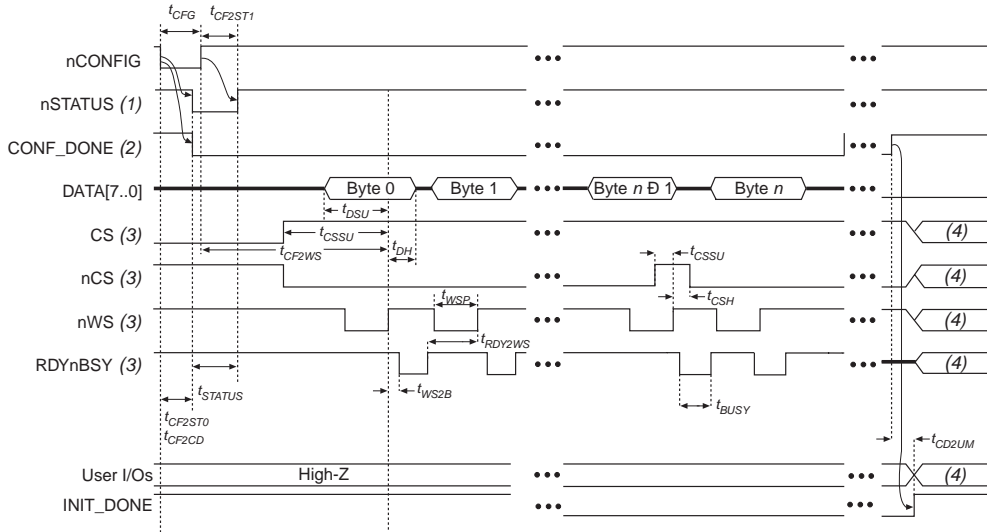 tCFG
tCF2ST1
nCONFIG
nSTATUS (1)
CONF_DONE (2)
DATA[7..0]
Byte 0
Byte 1
Byte n Ð 1
Byte n
tDSU
CS (3)
tCSSU
(4)
tCF2WS
tDH
tCSSU
nCS (3)
(4)
tCSH
tWSP
nWS (3)
(4)
tRDY2WS
RDYnBSY (3)
(4)
tSTATUS
tWS2B
tBUSY
tCF2ST0
tCF2CD
tCD2UM
User I/Os
High-Z
(4)
INIT_DONE